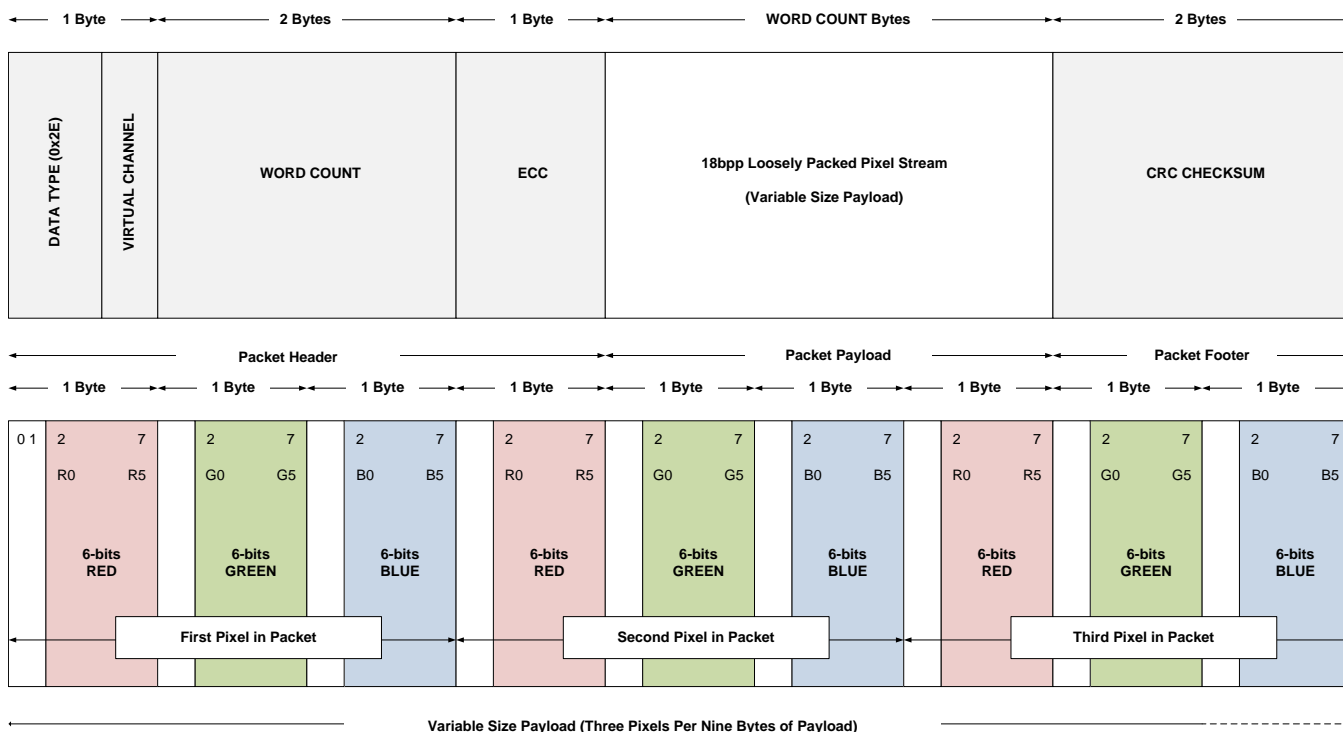 1 Byte 2 Bytes 1 Byte WORD COUNT Bytes 2 Bytes
DATA TYPE (0x2E)
VIRTUAL CHANNEL
WORD COUNT
ECC
18bpp Loosely Packed Pixel Stream
(Variable Size Payload)
CRC CHECKSUM
Packet Header Packet Payload Packet Footer
1 Byte 1 Byte 1 Byte 1 Byte 1 Byte 1 Byte 1 Byte 1 Byte 1 Byte
0 1 2 7 2 7 2 7 2 7 2 7 2 7 2 7 2 7 2 7
R0 R5 G0 G5 B0 B5 R0 R5 G0 G5 B0 B5 R0 R5 G0 G5 B0 B5
6-bits 6-bits 6-bits 6-bits 6-bits 6-bits 6-bits 6-bits 6-bits
RED GREEN BLUE RED GREEN BLUE RED GREEN BLUE
First Pixel in Packet Second Pixel in Packet Third Pixel in Packet
Variable Size Payload (Three Pixels Per Nine Bytes of Payload)